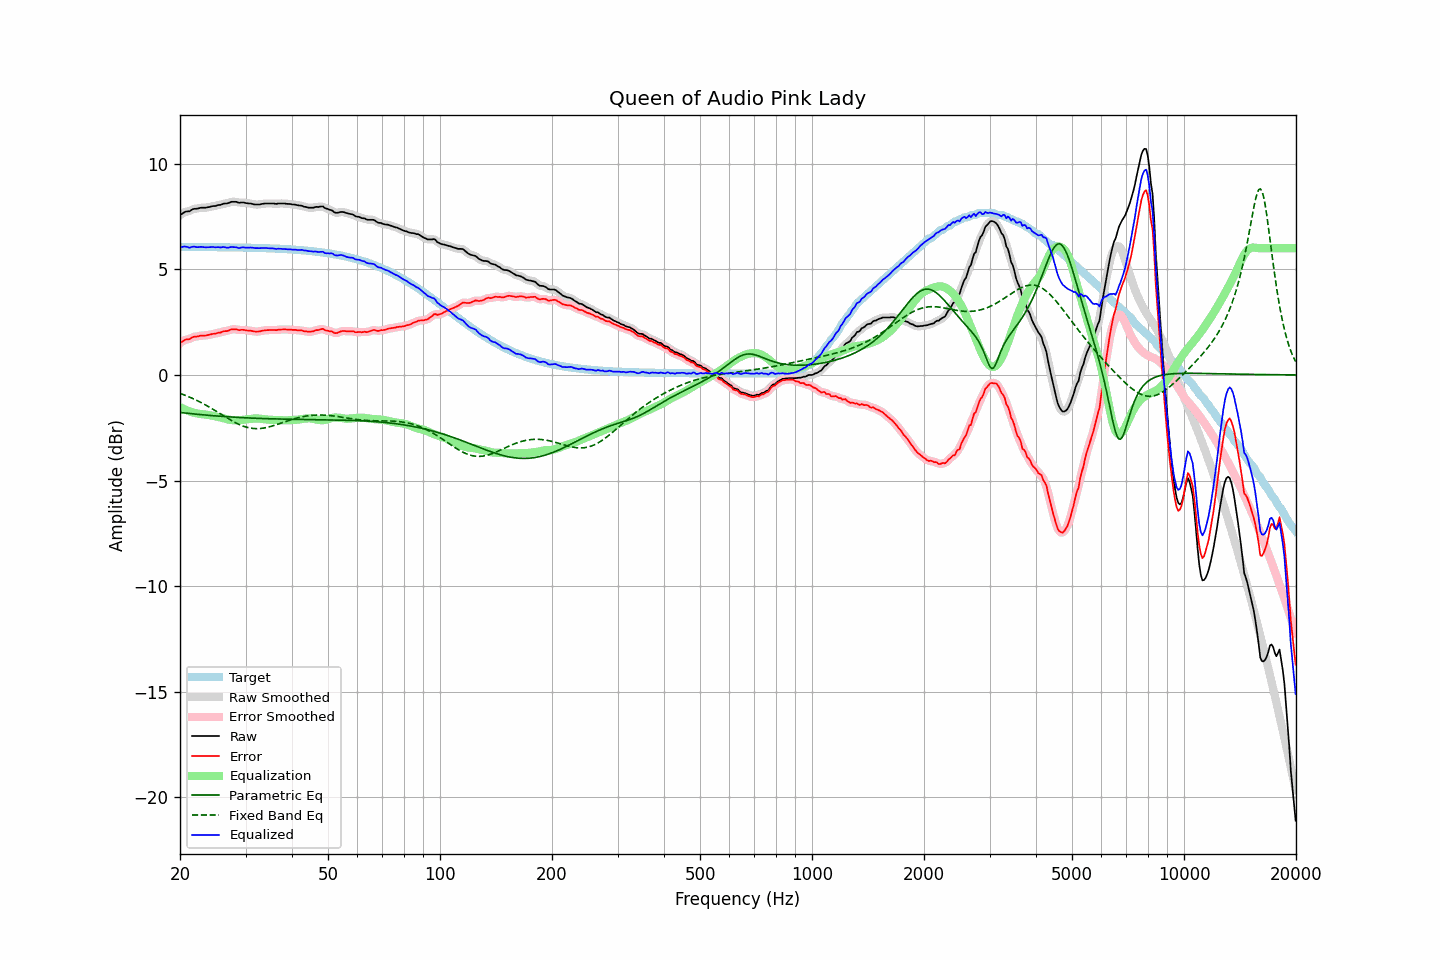 Queen of Audio Pink Lady
10
5
0
−5
−10
−15
−20
Amplitude (dBr)
Target
Raw Smoothed
Error Smoothed
Raw
Error
Equalization
Parametric Eq
Fixed Band Eq
Equalized
20 50 100 200 500 1000 2000 5000 10000 20000
Frequency (Hz)